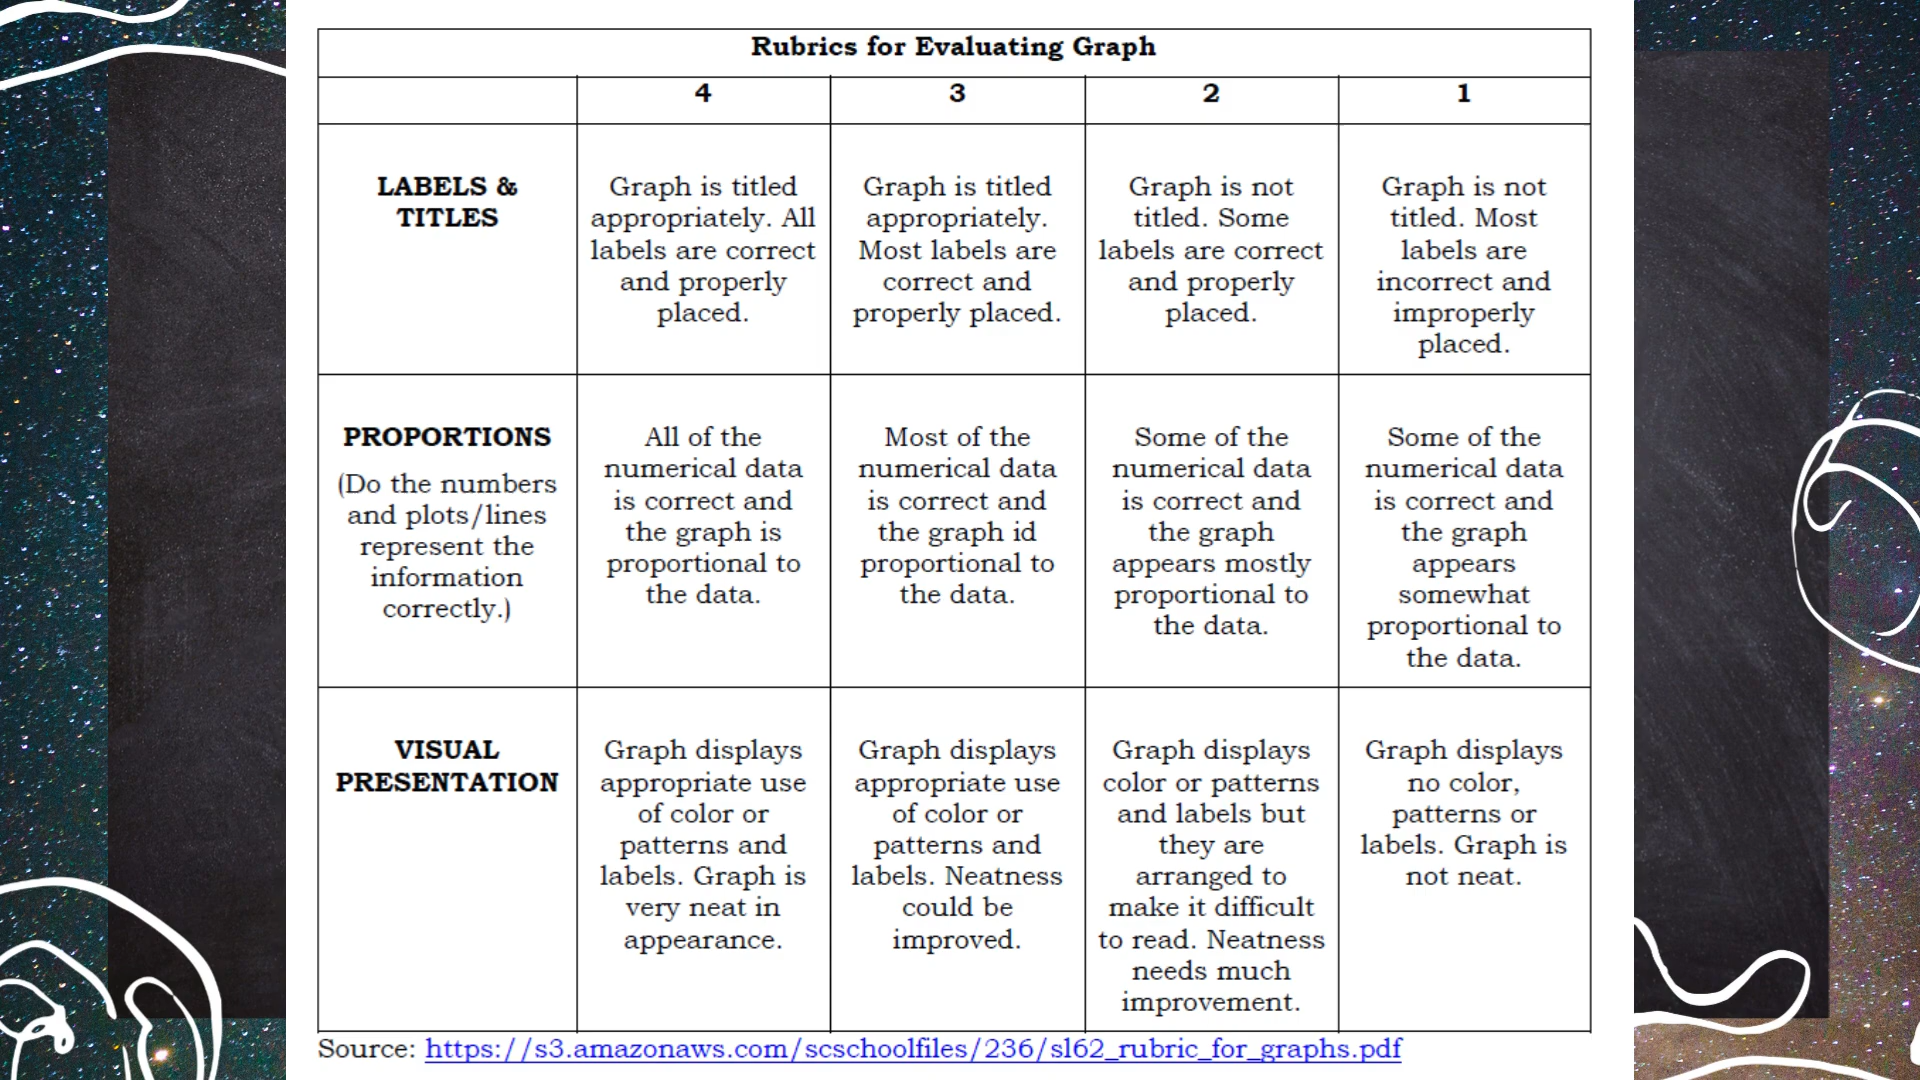 Rubrics for Evaluating Graph
4 3 2 1
LABELS &
TITLES
Graph is titled
appropriately. All
labels are correct
and properly
placed.
Graph is titled
appropriately.
Most labels are
correct and
properly placed.
Graph is not
titled. Some
labels are correct
and properly
placed.
Graph is not
titled. Most
labels are
incorrect and
improperly
placed.
PROPORTIONS
(Do the numbers
and plots/lines
represent the
information
correctly.)
All of the
numerical data
is correct and
the graph is
proportional to
the data.
Most of the
numerical data
is correct and
the graph id
proportional to
the data.
Some of the
numerical data
is correct and
the graph
appears mostly
proportional to
the data.
Some of the
numerical data
is correct and
the graph
appears
somewhat
proportional to
the data.
VISUAL
PRESENTATION
Graph displays
appropriate use
of color or
patterns and
labels. Graph is
very neat in
appearance.
Graph displays
appropriate use
of color or
patterns and
labels. Neatness
could be
improved.
Graph displays
color or patterns
and labels but
they are
arranged to
make it difficult
to read. Neatness
needs much
improvement.
Graph displays
no color,
patterns or
labels. Graph is
not neat.
Source: https://s3.amazonaws.com/scschoolfiles/236/sl62_rubric_for_graphs.pdf